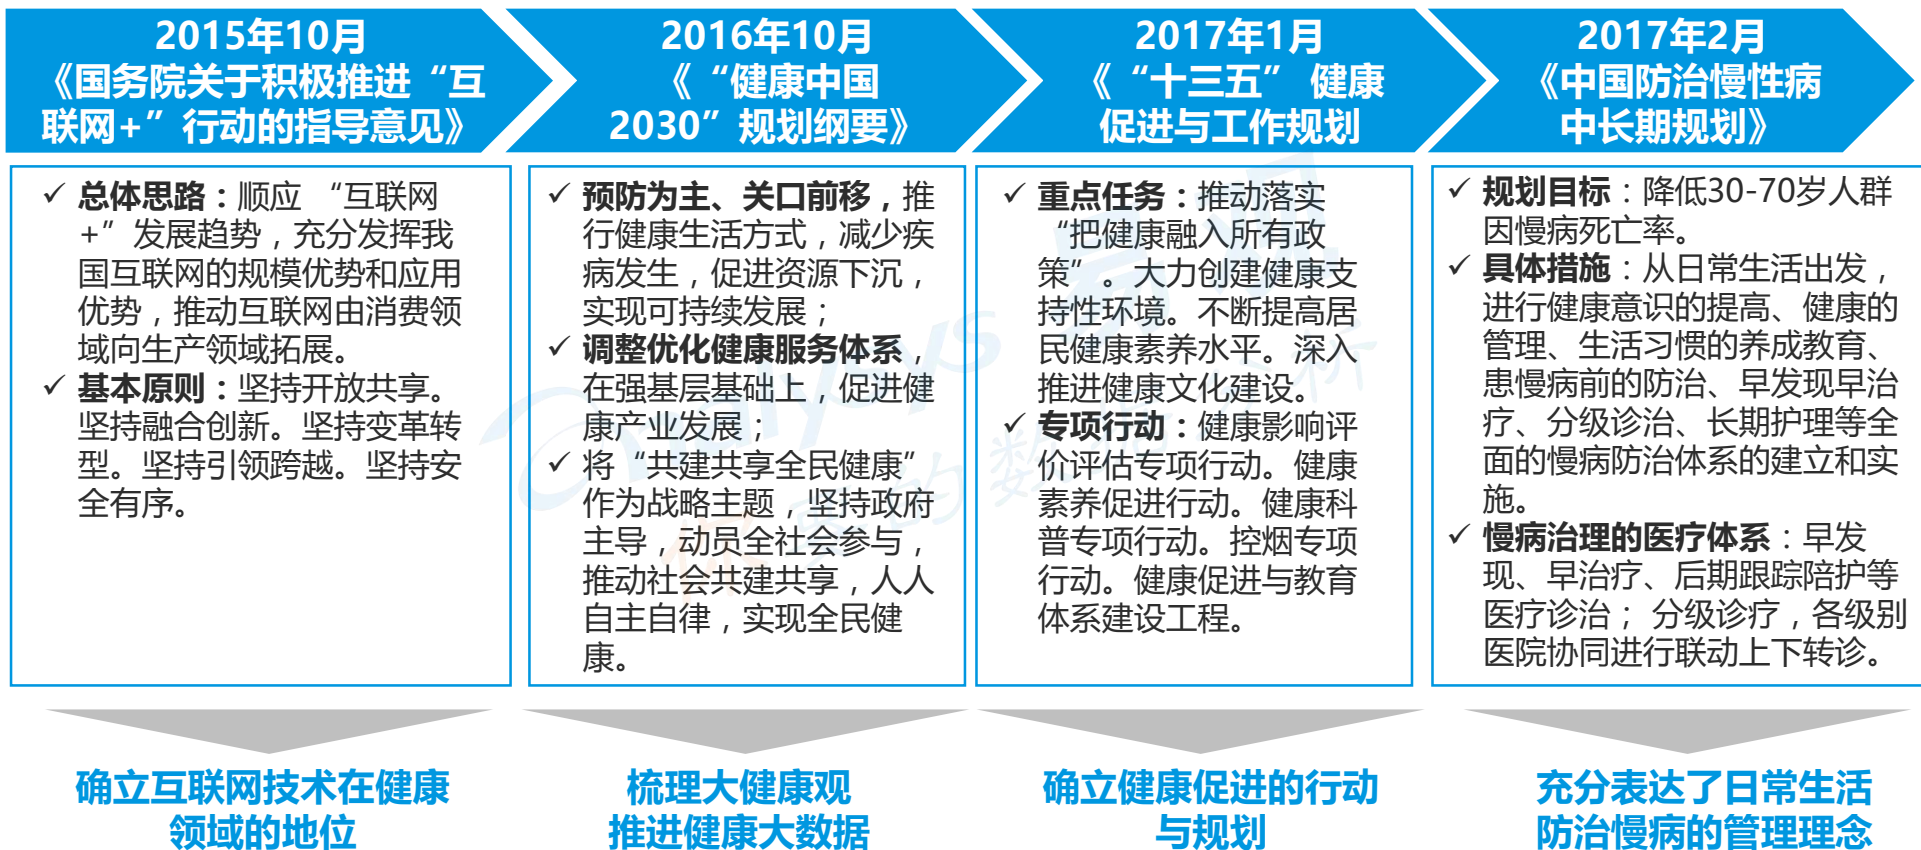 2015年10月
《国务院关于积极推进“互
联网+”行动的指导意见》
✓ 总体思路：顺应 “互联网
+”发展趋势，充分发挥我
国互联网的规模优势和应用
优势，推动互联网由消费领
域向生产领域拓展。
✓ 基本原则：坚持开放共享。
坚持融合创新。坚持变革转
型。坚持引领跨越。坚持安
全有序。
确立互联网技术在健康
领域的地位
2016年10月
《“健康中国
2030”规划纲要》
✓ 预防为主、关口前移，推
行健康生活方式，减少疾
病发生，促进资源下沉，
实现可持续发展；
✓ 调整优化健康服务体系，
在强基层基础上，促进健
康产业发展；
✓ 将“共建共享全民健康”
作为战略主题，坚持政府
主导，动员全社会参与，
推动社会共建共享，人人
自主自律，实现全民健
康。
梳理大健康观
推进健康大数据
2017年1月
《“十三五” 健康
促进与工作规划
✓ 重点任务：推动落实
“把健康融入所有政
策”。大力创建健康支
持性环境。不断提高居
民健康素养水平。深入
推进健康文化建设。
✓ 专项行动：健康影响评
价评估专项行动。健康
素养促进行动。健康科
普专项行动。控烟专项
行动。健康促进与教育
体系建设工程。
确立健康促进的行动
与规划
2017年2月
《中国防治慢性病
中长期规划》
✓ 规划目标：降低30-70岁人群
因慢病死亡率。
✓ 具体措施：从日常生活出发，
进行健康意识的提高、健康的
管理、生活习惯的养成教育、
患慢病前的防治、早发现早治
疗、分级诊治、长期护理等全
面的慢病防治体系的建立和实
施。
✓ 慢病治理的医疗体系：早发
现、早治疗、后期跟踪陪护等
医疗诊治； 分级诊疗，各级别
医院协同进行联动上下转诊。
充分表达了日常生活
防治慢病的管理理念
analysys 易观
你要的数据分析